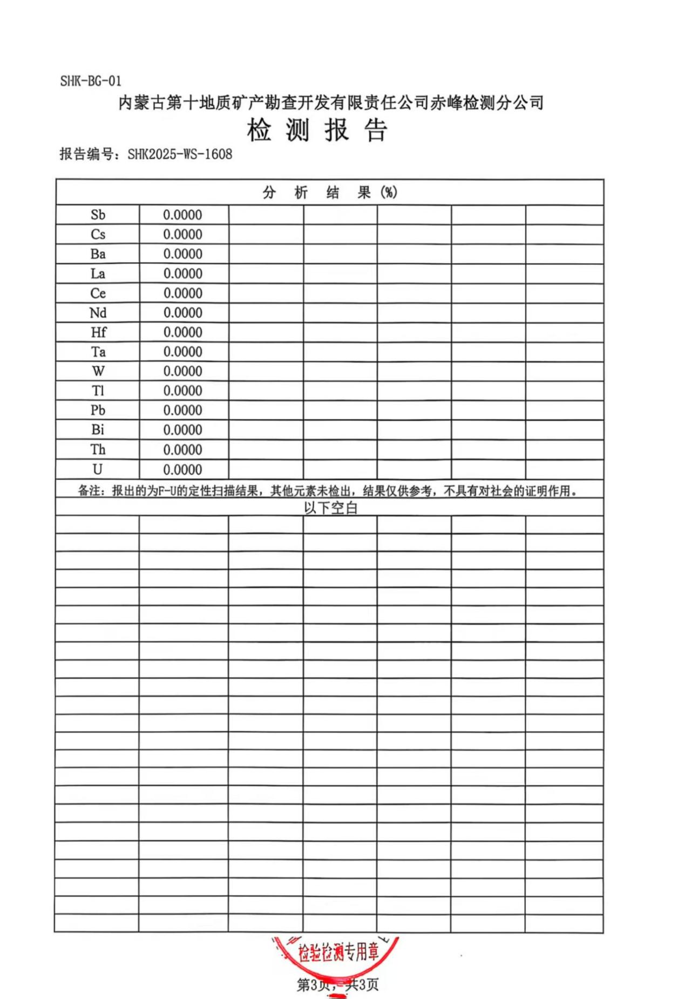 SHK-BG-01
内蒙古第十地质矿产勘查开发有限责任公司赤峰检测分公司
检 测 报 告
报告编号：SHK2025-WS-1608
分 析 结 果 (%)
Sb 0.0000
Cs 0.0000
Ba 0.0000
La 0.0000
Ce 0.0000
Nd 0.0000
Hf 0.0000
Ta 0.0000
W 0.0000
Tl 0.0000
Pb 0.0000
Bi 0.0000
Th 0.0000
U 0.0000
备注：报出的为F-U的定性扫描结果，其他元素未检出，结果仅供参考，不具有对社会的证明作用。
以下空白
检验检测专用章
第3页，共3页